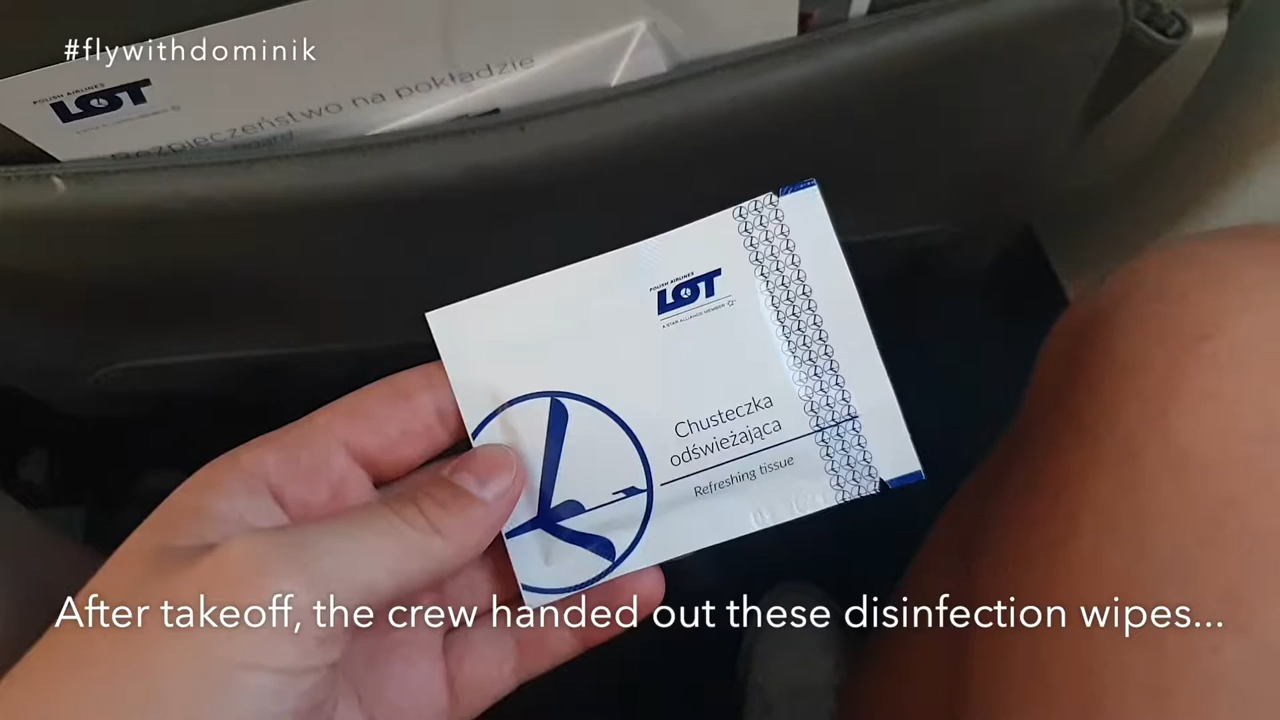 #flywithdominik
POLISH AIRLINES
LOT
Bezpieczeństwo na pokładzie
POLISH AIRLINES
LOT
A STAR ALLIANCE MEMBER
Chusteczka
odświeżająca
Refreshing tissue
After takeoff, the crew handed out these disinfection wipes...